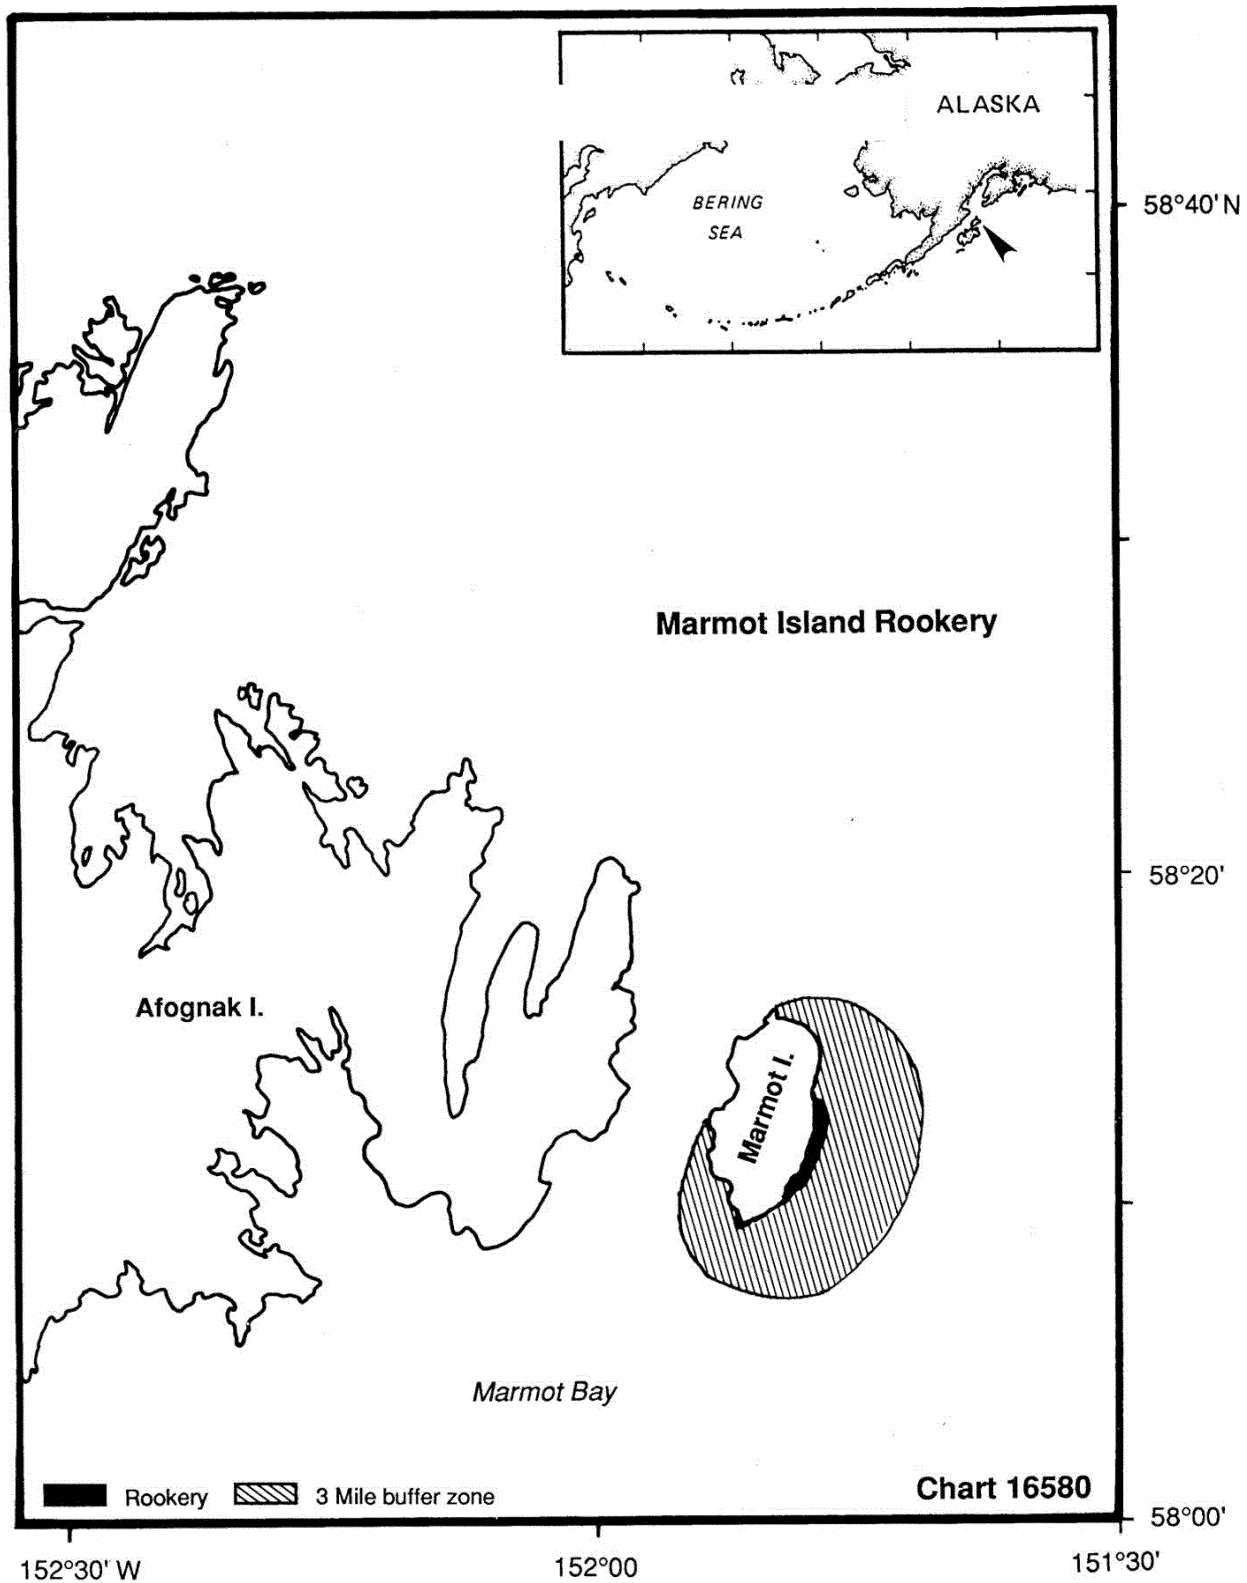 ALASKA
BERING
SEA
58°40'N
Marmot Island Rookery
58°20'
Afognak I.
Marmot I.
Marmot Bay
Rookery
3 Mile buffer zone
Chart 16580
58°00'
152°30' W
152°00
151°30'